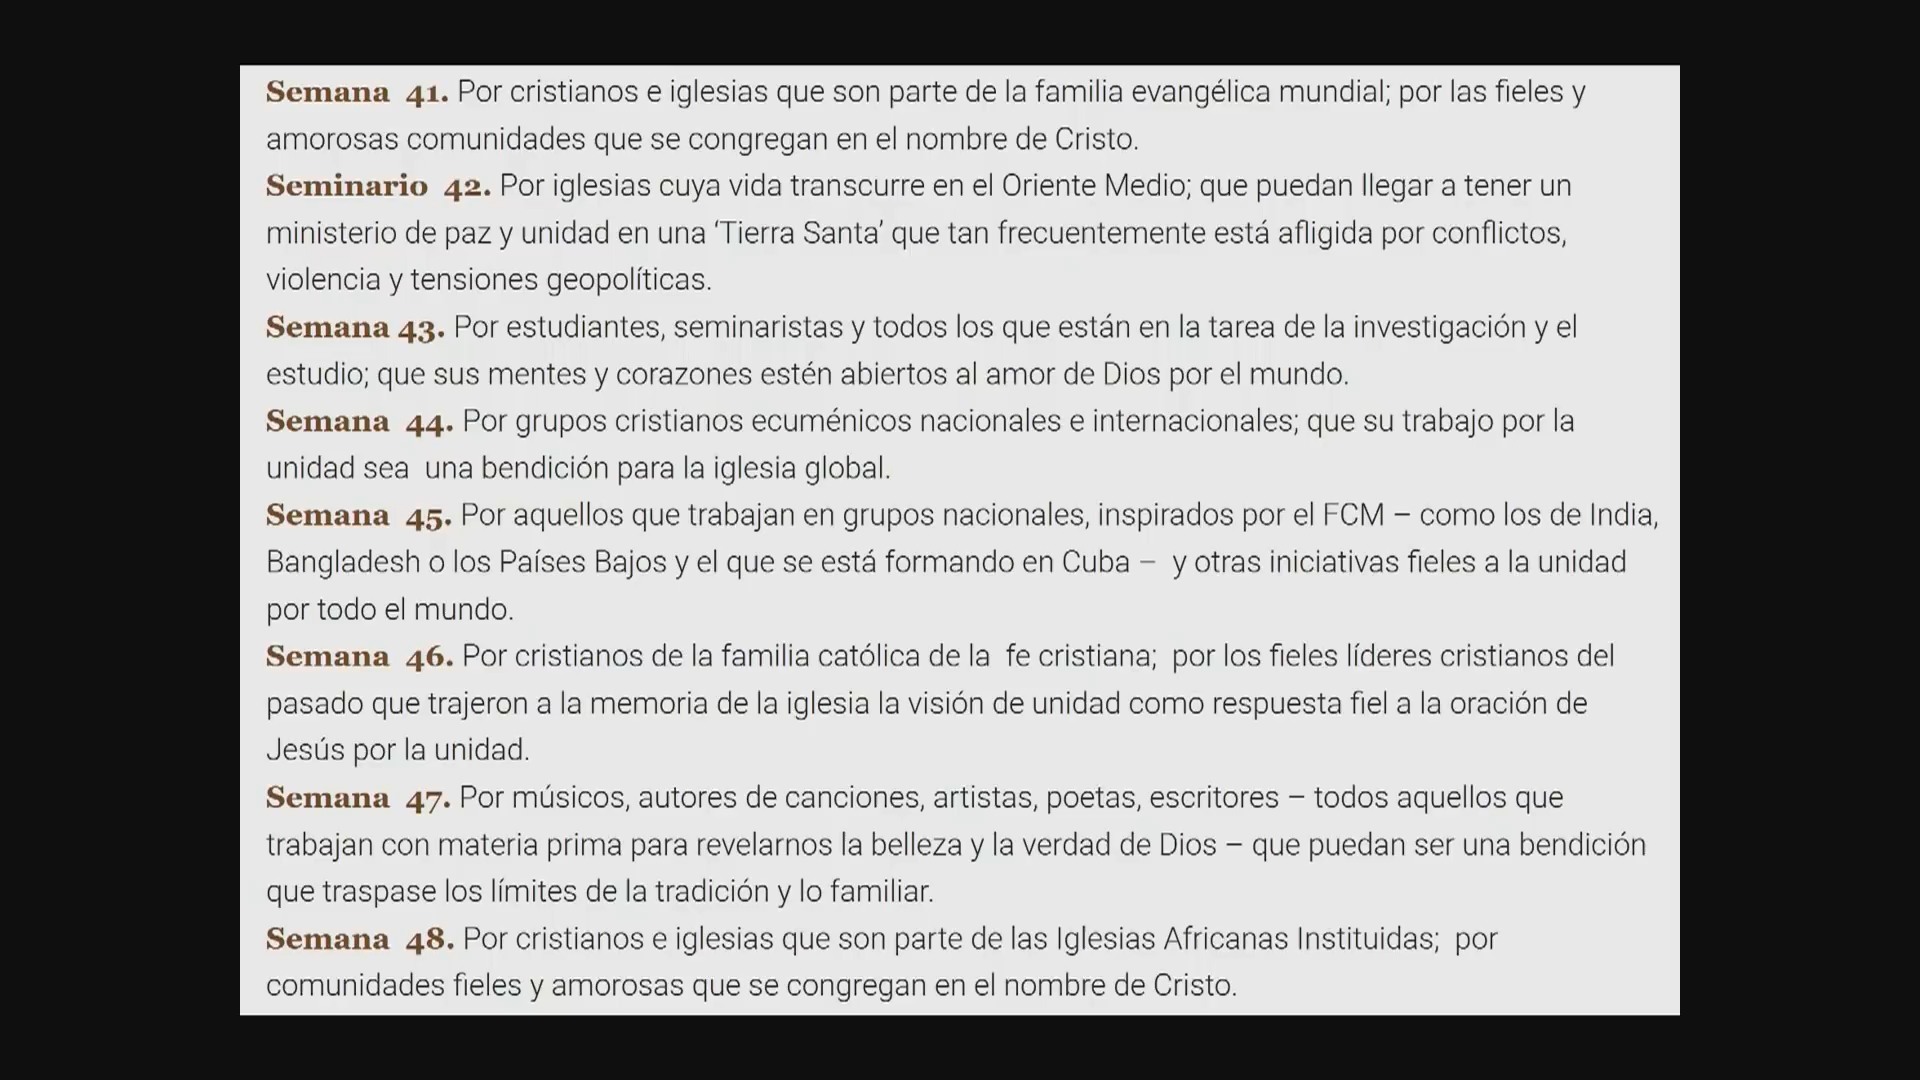 Semana 41. Por cristianos e iglesias que son parte de la familia evangélica mundial; por las fieles y
amorosas comunidades que se congregan en el nombre de Cristo.
Seminario 42. Por iglesias cuya vida transcurre en el Oriente Medio; que puedan llegar a tener un
ministerio de paz y unidad en una ‘Tierra Santa’ que tan frecuentemente está afligida por conflictos,
violencia y tensiones geopolíticas.
Semana 43. Por estudiantes, seminaristas y todos los que están en la tarea de la investigación y el
estudio; que sus mentes y corazones estén abiertos al amor de Dios por el mundo.
Semana 44. Por grupos cristianos ecuménicos nacionales e internacionales; que su trabajo por la
unidad sea una bendición para la iglesia global.
Semana 45. Por aquellos que trabajan en grupos nacionales, inspirados por el FCM – como los de India,
Bangladesh o los Países Bajos y el que se está formando en Cuba – y otras iniciativas fieles a la unidad
por todo el mundo.
Semana 46. Por cristianos de la familia católica de la fe cristiana; por los fieles líderes cristianos del
pasado que trajeron a la memoria de la iglesia la visión de unidad como respuesta fiel a la oración de
Jesús por la unidad.
Semana 47. Por músicos, autores de canciones, artistas, poetas, escritores – todos aquellos que
trabajan con materia prima para revelarnos la belleza y la verdad de Dios – que puedan ser una bendición
que traspase los límites de la tradición y lo familiar.
Semana 48. Por cristianos e iglesias que son parte de las Iglesias Africanas Instituidas; por
comunidades fieles y amorosas que se congregan en el nombre de Cristo.